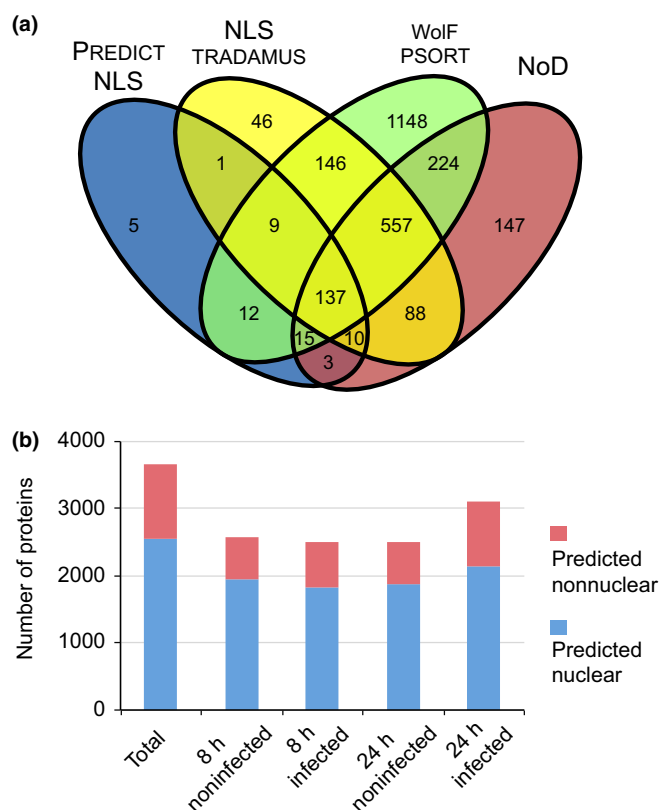 (a)
PREDICT
NLS
NLS
TRADAMUS
WoLF
PSORT
NoD
46
1148
1
146
224
5
9
557
147
137
12
88
15
10
3
(b)
4000
3000
2000
1000
0
Number of proteins
Total
8 h
noninfected
8 h
infected
24 h
noninfected
24 h
infected
Predicted
nonnuclear
Predicted
nuclear